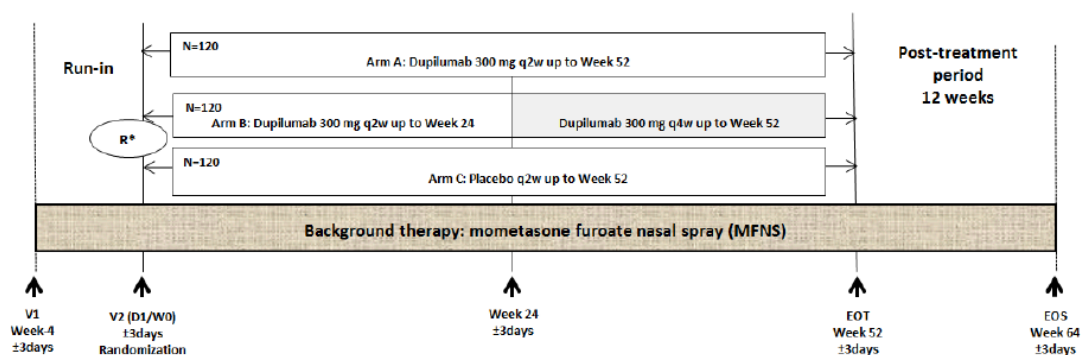 N=120
Arm A: Dupilumab 300 mg q2w up to Week 52
Run-in
Post-treatment
period
12 weeks
N=120
Arm B: Dupilumab 300 mg q2w up to Week 24
Dupilumab 300 mg q4w up to Week 52
R*
N=120
Arm C: Placebo q2w up to Week 52
Background therapy: mometasone furoate nasal spray (MFNS)
V1
Week-4
±3days
V2 (D1/W0)
±3days
Randomization
Week 24
±3days
EOT
Week 52
±3days
EOS
Week 64
±3days